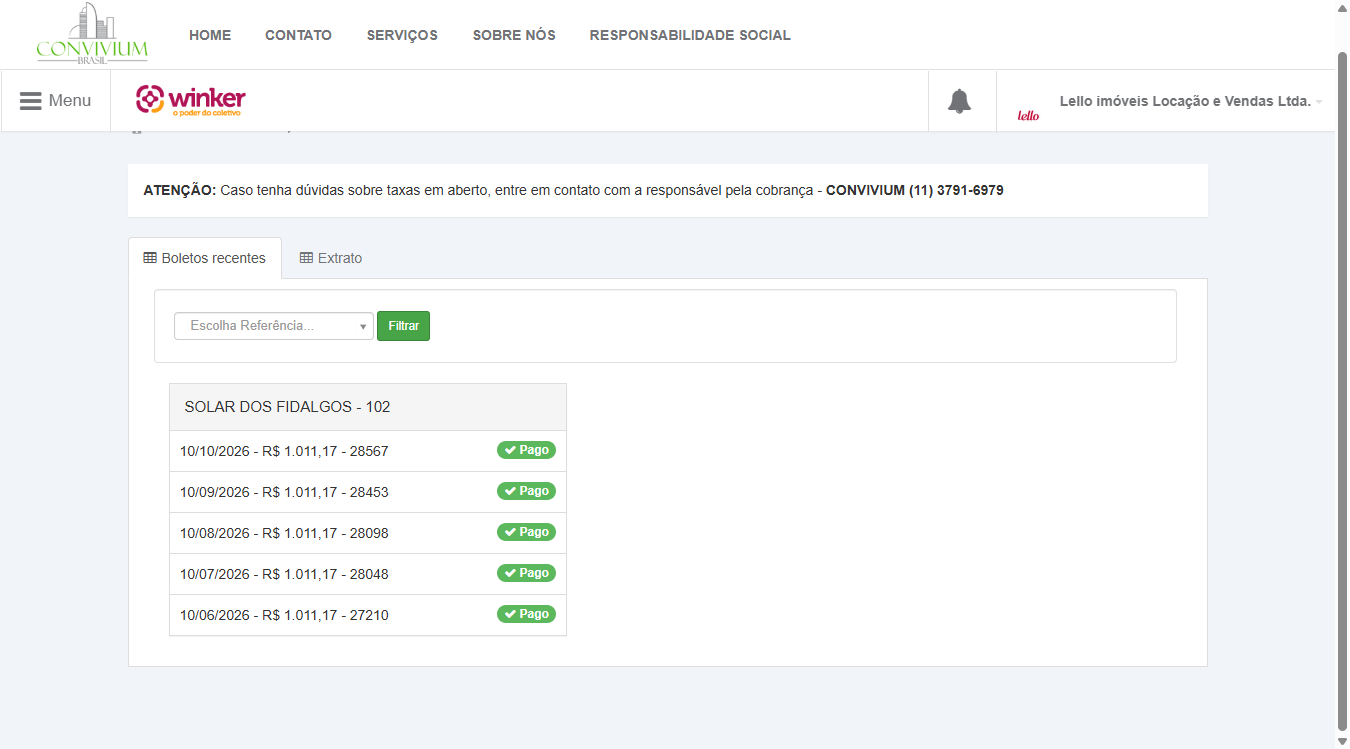 CONVIVIUM
BRASIL
HOME
CONTATO
SERVIÇOS
SOBRE NÓS
RESPONSABILIDADE SOCIAL
Menu
winker
o poder do coletivo
lello
Lello imóveis Locação e Vendas Ltda.
ATENÇÃO: Caso tenha dúvidas sobre taxas em aberto, entre em contato com a responsável pela cobrança - CONVIVIUM (11) 3791-6979
Boletos recentes
Extrato
Escolha Referência...
Filtrar
SOLAR DOS FIDALGOS - 102
10/10/2026 - R$ 1.011,17 - 28567 Pago
10/09/2026 - R$ 1.011,17 - 28453 Pago
10/08/2026 - R$ 1.011,17 - 28098 Pago
10/07/2026 - R$ 1.011,17 - 28048 Pago
10/06/2026 - R$ 1.011,17 - 27210 Pago